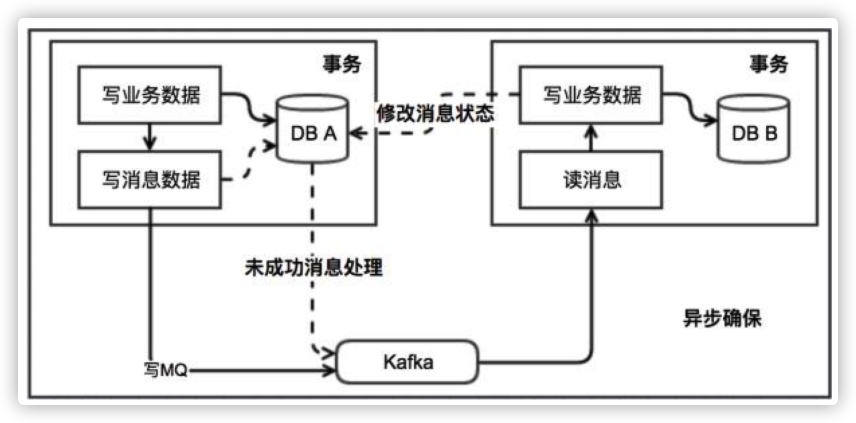 事务
写业务数据
DB A
写消息数据
修改消息状态
事务
写业务数据
DB B
读消息
未成功消息处理
异步确保
写MQ
Kafka